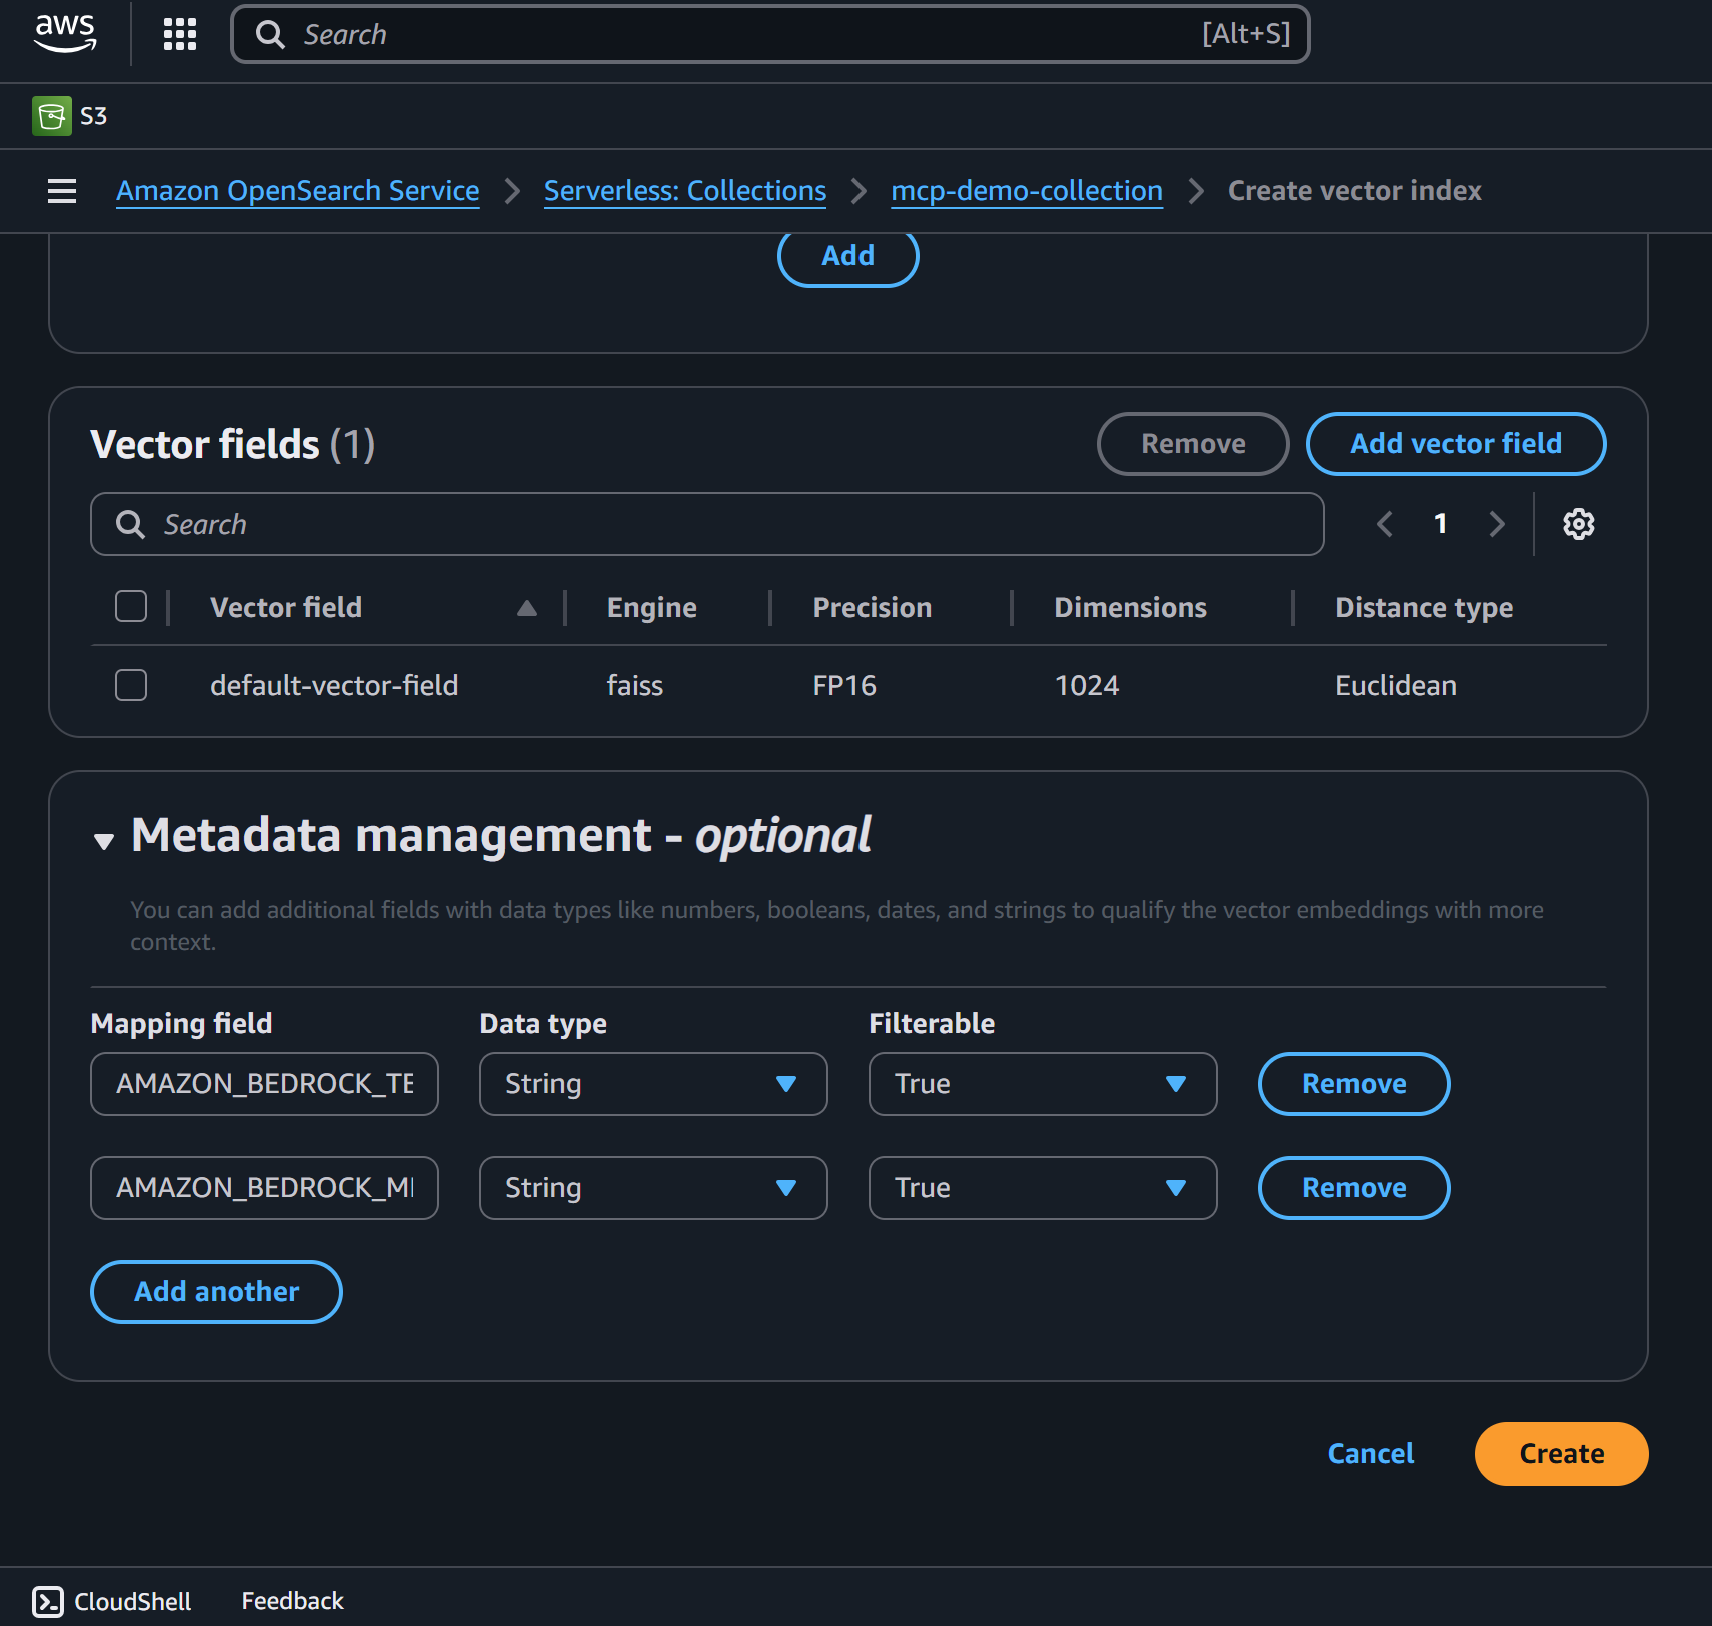 aws
Search [Alt+S]
S3
Amazon OpenSearch Service > Serverless: Collections > mcp-demo-collection > Create vector index
Add
Vector fields (1)
Remove
Add vector field
Search
1
Vector field Engine Precision Dimensions Distance type
default-vector-field faiss FP16 1024 Euclidean
Metadata management - optional
You can add additional fields with data types like numbers, booleans, dates, and strings to qualify the vector embeddings with more
context.
Mapping field Data type Filterable
AMAZON_BEDROCK_TE String True Remove
AMAZON_BEDROCK_M String True Remove
Add another
Cancel Create
CloudShell Feedback